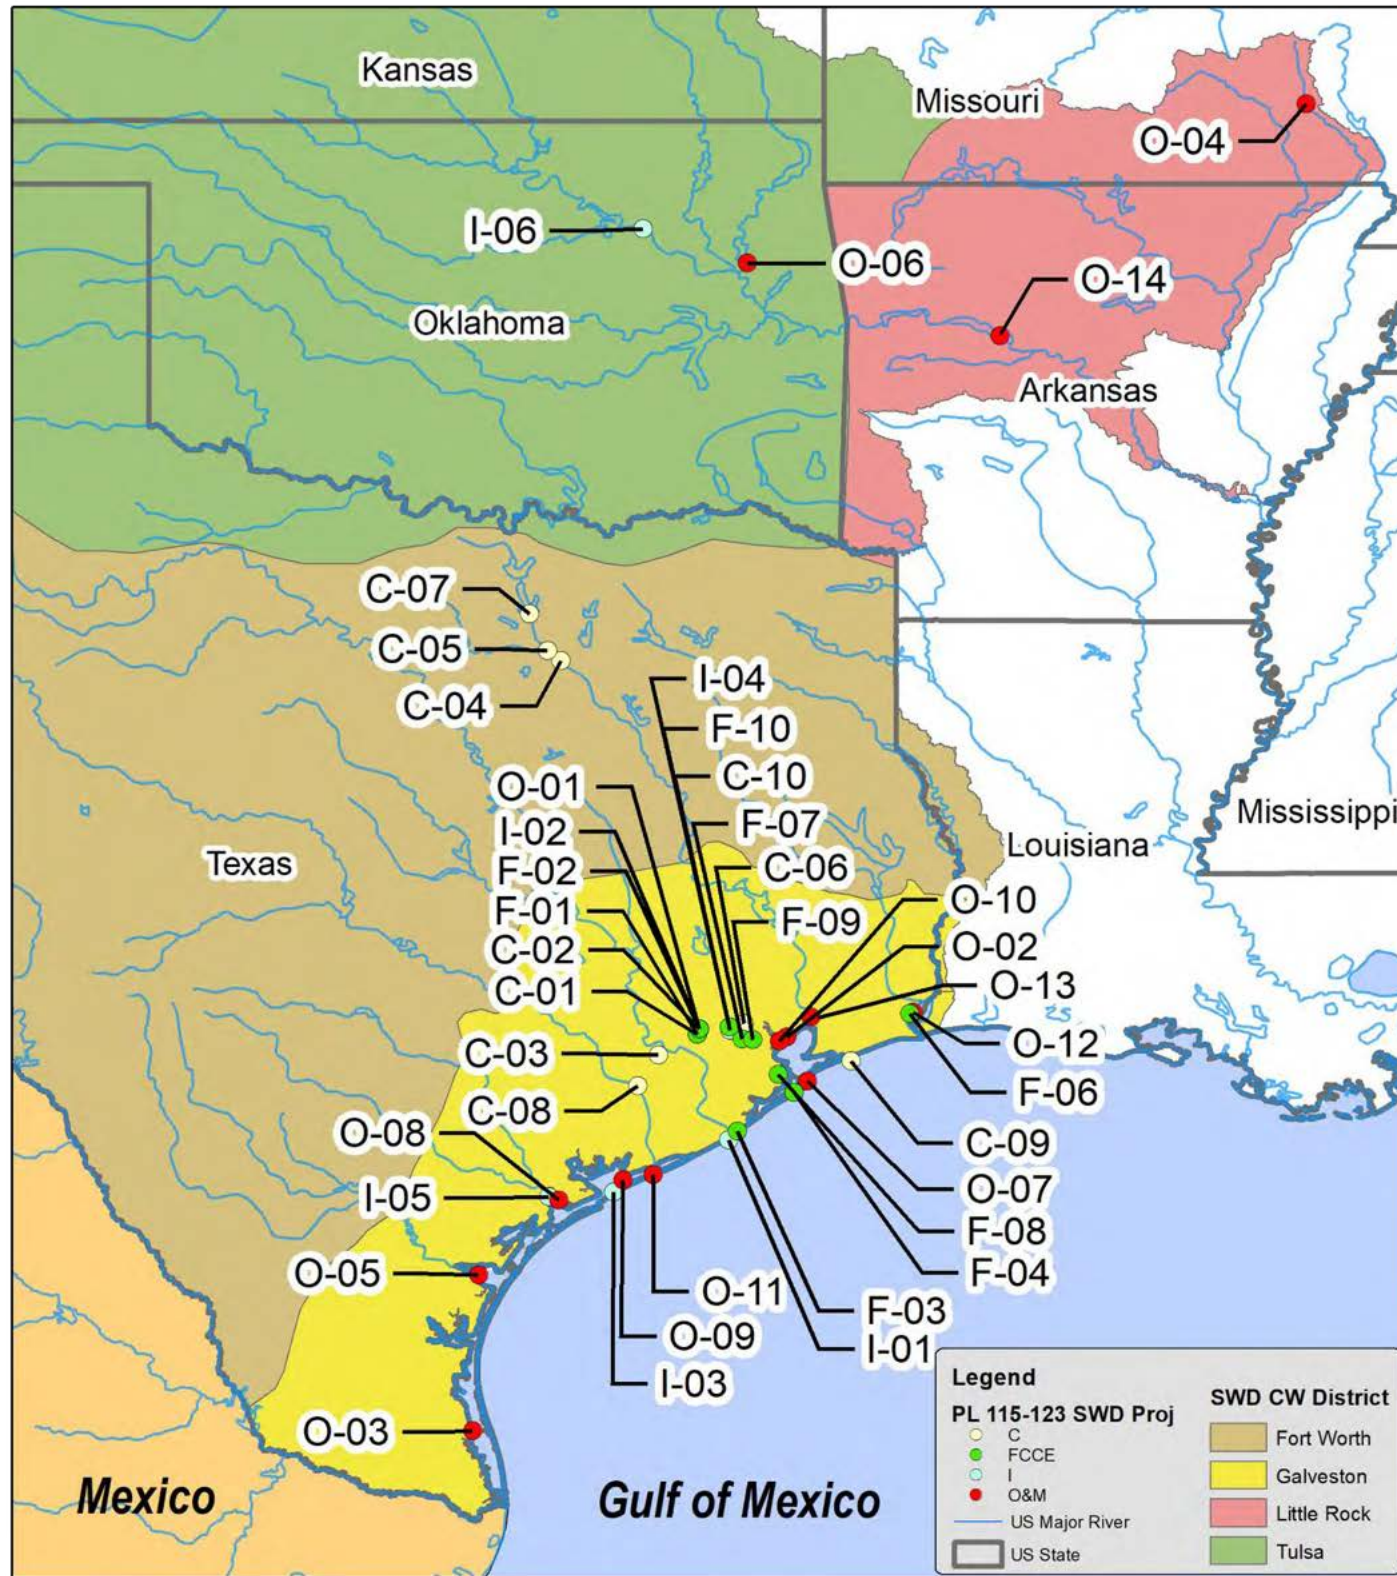 Kansas
Missouri
O-04
I-06
O-06
O-14
Oklahoma
Arkansas
C-07
C-05
C-04
I-04
F-10
C-10
O-01
I-02
F-07
Mississippi
Texas
Louisiana
C-06
F-02
F-01
F-09
O-10
C-02
O-02
C-01
O-13
C-03
O-12
C-08
F-06
O-08
C-09
I-05
O-07
F-08
O-05
F-04
O-11
F-03
O-09
I-01
I-03
O-03
Mexico
Gulf of Mexico
Legend
PL 115-123 SWD Proj
C
FCCE
I
O&M
US Major River
US State
SWD CW District
Fort Worth
Galveston
Little Rock
Tulsa